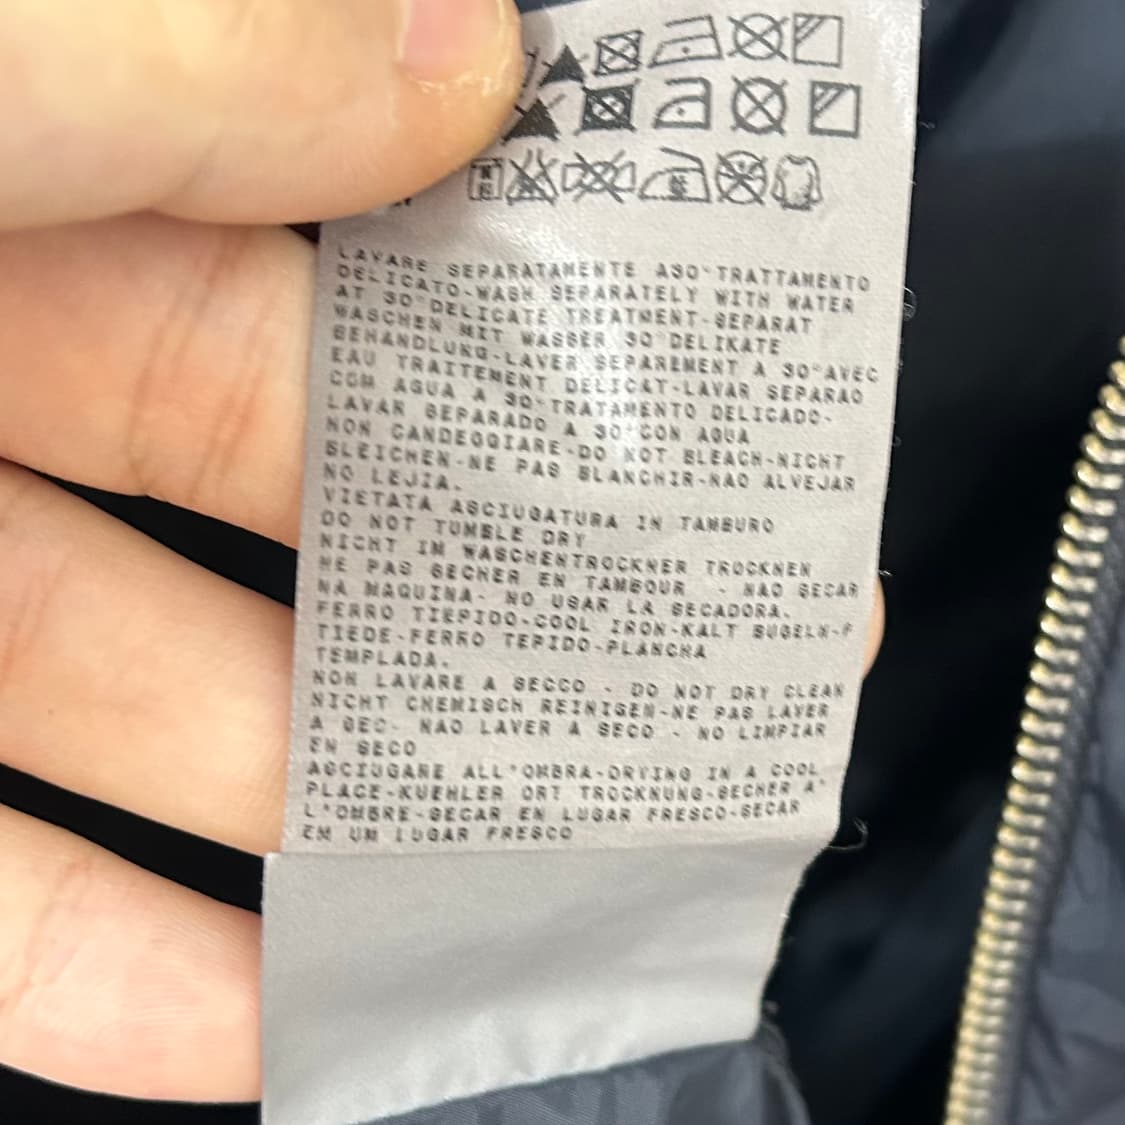 LAVARE SEPARATAMENTE A30°TRATTAMENTO
DELICATO-WASH SEPARATELY WITH WATER
AT 30°DELICATE TREATMENT-SEPARAT
WASCHEN MIT WASSER 30°DELIKATE
BEHANDLUNG-LAVER SEPAREMENT A 30°AVEC
EAU TRAITEMENT DELICAT-LAVAR SEPARAO
COM AGUA A 30°TRATAMENTO DELICADO-
LAVAR SEPARADO A 30°CON AGUA
NON CANDEGGIARE-DO NOT BLEACH-NICHT
BLEICHEN-NE PAS BLANCHIR-NAO ALVEJAR
NO LEJIA.
VIETATA ASCIUGATURA IN TAMBURO
DO NOT TUMBLE DRY
NICHT IM WASCHENTROCKNER TROCKNEN
NE PAS SECHER EN TAMBOUR - NAO SECAR
NA MAQUINA- NO USAR LA SECADORA.
FERRO TIEPIDO-COOL IRON-KALT BUGELN-F
TIEDE-FERRO TEPIDO-PLANCHA
TEMPLADA.
NON LAVARE A SECCO - DO NOT DRY CLEAN
NICHT CHEMISCH REINIGEN-NE PAS LAVER
A SEC- NAO LAVER A SECO - NO LIMPIAR
EN SECO
ASCIUGARE ALL'OMBRA-DRYING IN A COOL
PLACE-KUEHLER ORT TROCKNUNG-SECHER A'
L'OMBRE-SECAR EN LUGAR FRESCO-SECAR
EM UM LUGAR FRESCO